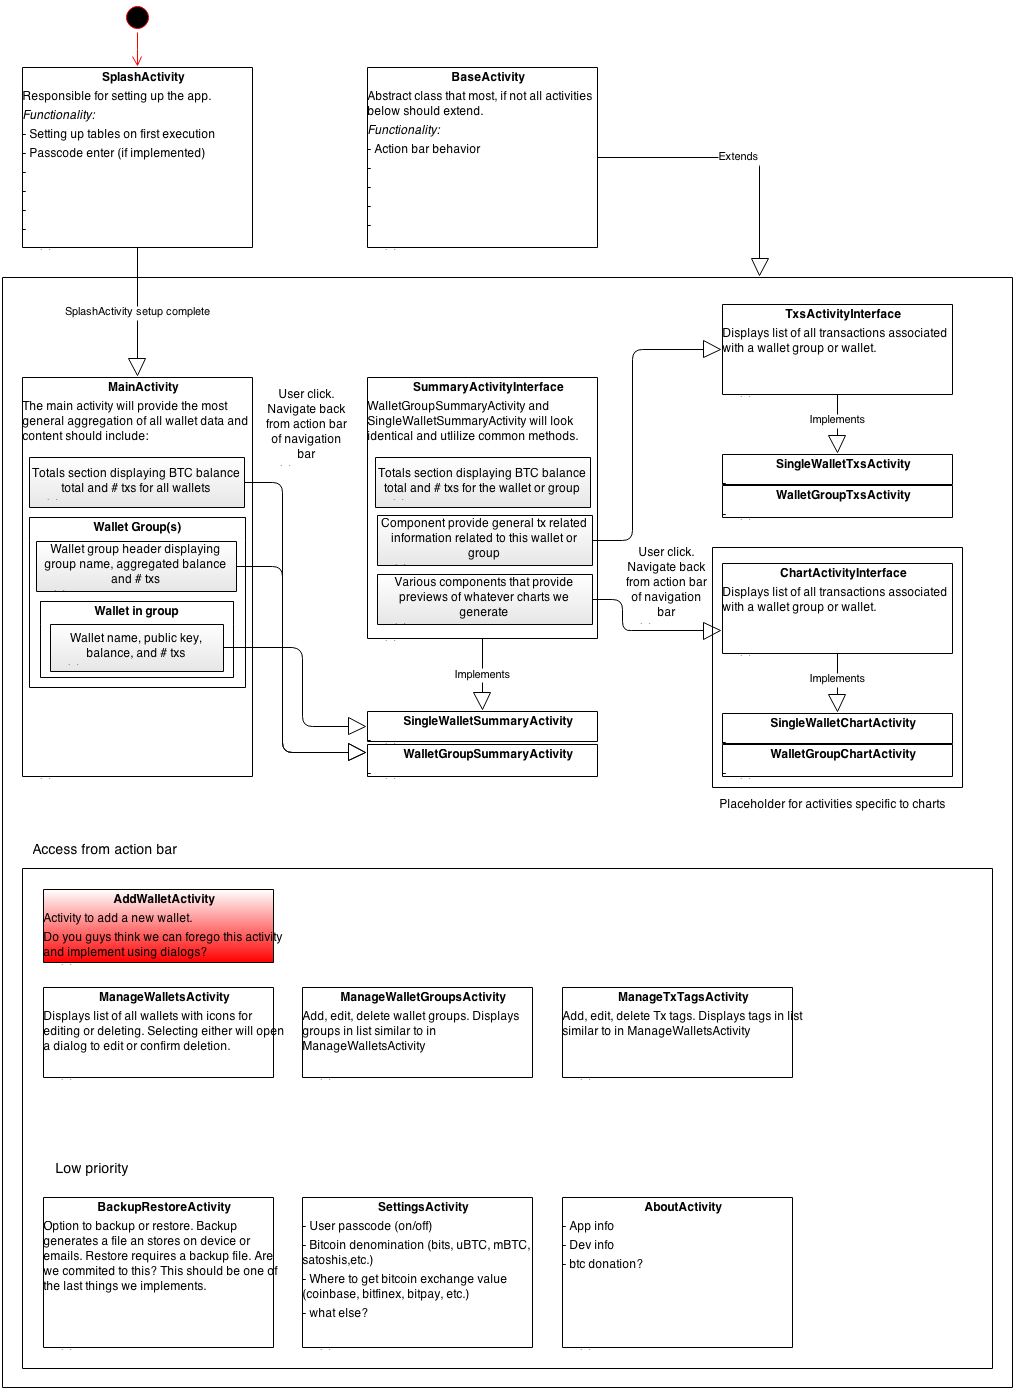 SplashActivity
Responsible for setting up the app.
Functionality:
- Setting up tables on first execution
- Passcode enter (if implemented)
-
-
-
-
BaseActivity
Abstract class that most, if not all activities
below should extend.
Functionality:
- Action bar behavior
-
-
-
-
Extends
SplashActivity setup complete
MainActivity
The main activity will provide the most
general aggregation of all wallet data and
content should include:
Totals section displaying BTC balance
total and # txs for all wallets
Wallet Group(s)
Wallet group header displaying
group name, aggregated balance
and # txs
Wallet in group
Wallet name, public key,
balance, and # txs
User click.
Navigate back
from action bar
of navigation
bar
SummaryActivityInterface
WalletGroupSummaryActivity and
SingleWalletSummaryActivity will look
identical and utlilize common methods.
Totals section displaying BTC balance
total and # txs for the wallet or group
Component provide general tx related
information related to this wallet or
group
Various components that provide
previews of whatever charts we
generate
Implements
SingleWalletSummaryActivity
-
WalletGroupSummaryActivity
-
User click.
Navigate back
from action bar
of navigation
bar
TxsActivityInterface
Displays list of all transactions associated
with a wallet group or wallet.
Implements
SingleWalletTxsActivity
-
WalletGroupTxsActivity
-
ChartActivityInterface
Displays list of all transactions associated
with a wallet group or wallet.
Implements
SingleWalletChartActivity
-
WalletGroupChartActivity
-
Placeholder for activities specific to charts
Access from action bar
AddWalletActivity
Activity to add a new wallet.
Do you guys think we can forego this activity
and implement using dialogs?
ManageWalletsActivity
Displays list of all wallets with icons for
editing or deleting. Selecting either will open
a dialog to edit or confirm deletion.
ManageWalletGroupsActivity
Add, edit, delete wallet groups. Displays
groups in list similar to in
ManageWalletsActivity
ManageTxTagsActivity
Add, edit, delete Tx tags. Displays tags in list
similar to in ManageWalletsActivity
Low priority
BackupRestoreActivity
Option to backup or restore. Backup
generates a file an stores on device or
emails. Restore requires a backup file. Are
we commited to this? This should be one of
the last things we implements.
SettingsActivity
- User passcode (on/off)
- Bitcoin denomination (bits, uBTC, mBTC,
satoshis,etc.)
- Where to get bitcoin exchange value
(coinbase, bitfinex, bitpay, etc.)
- what else?
AboutActivity
- App info
- Dev info
- btc donation?